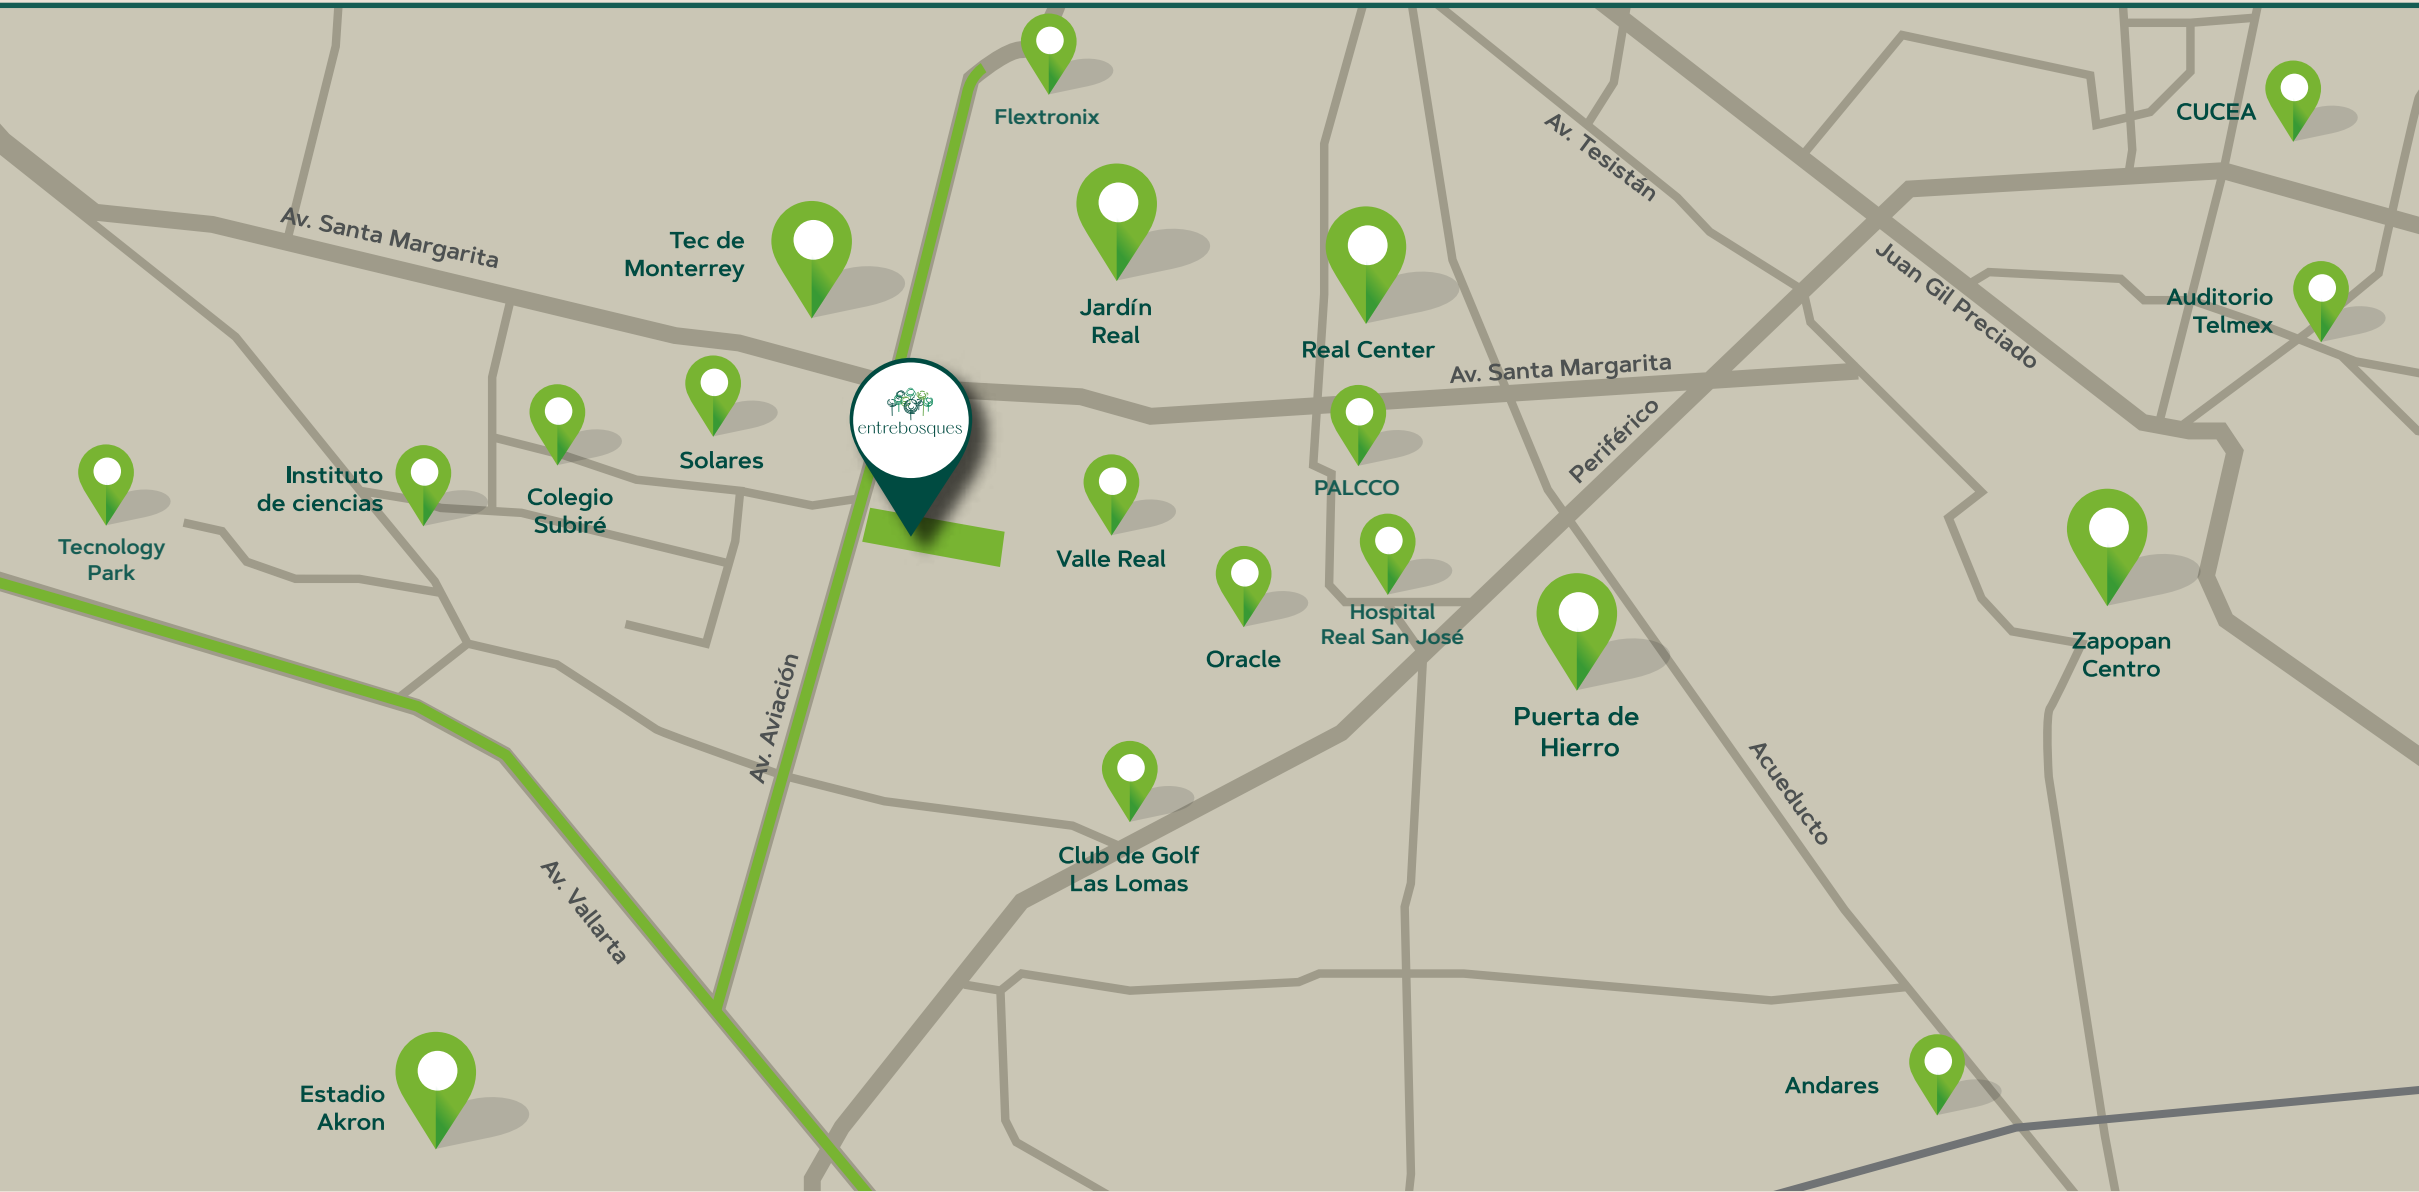 Flextronix
CUCEA
Av. Tesistán
Av. Santa Margarita
Tec de
Monterrey
Jardín
Real
Real Center
Juan Gil Preciado
Auditorio
Telmex
Av. Santa Margarita
Periférico
entrebosques
Solares
Instituto
de ciencias
Colegio
Subiré
PALCCO
Tecnology
Park
Valle Real
Hospital
Real San José
Oracle
Zapopan
Centro
Av. Aviación
Puerta de
Hierro
Acueducto
Club de Golf
Las Lomas
Av. Vallarta
Estadio
Akron
Andares